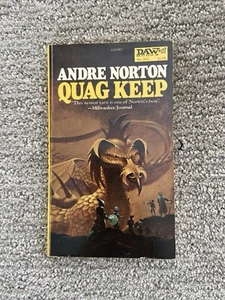 DAW
ANDRE NORTON
QUAG KEEP
"This newest yarn is one of Norton's best."
—Milwaukee Journal